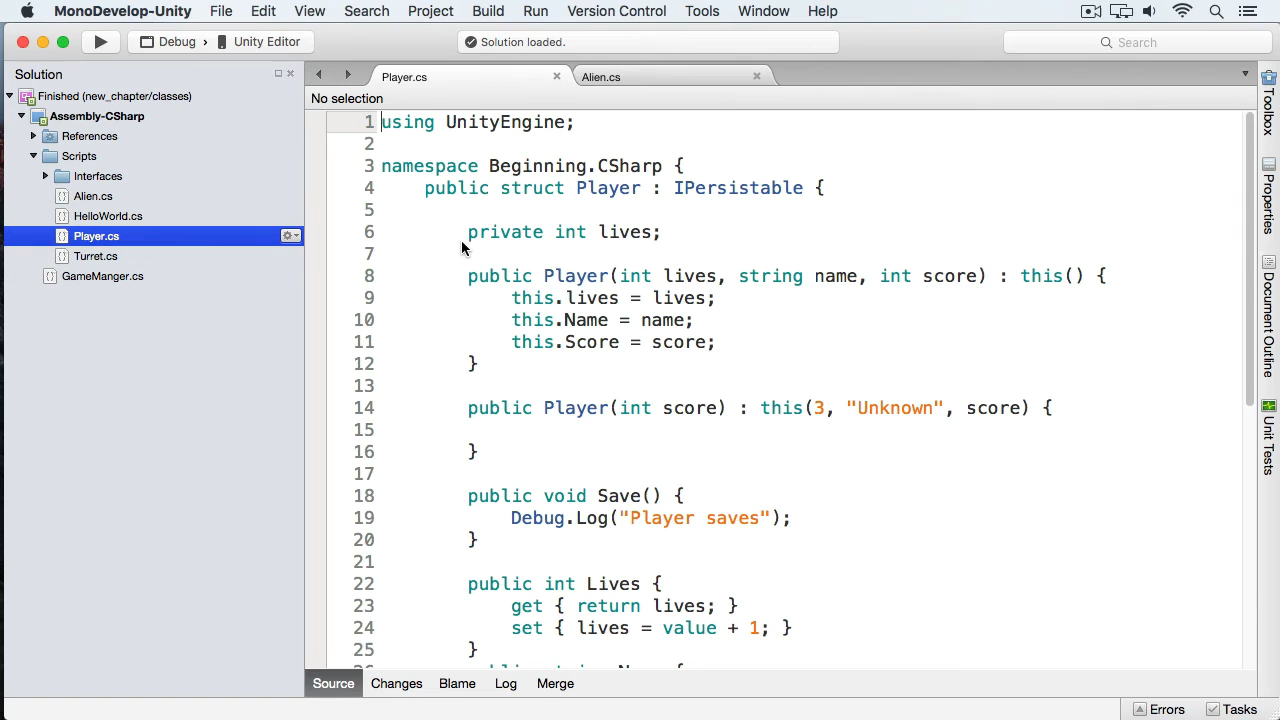 MonoDevelop-Unity File Edit View Search Project Build Run Version Control Tools Window Help
Debug › Unity Editor
Solution loaded.
Search
Solution
Player.cs
Alien.cs
No selection
Finished (new_chapter/classes)
Assembly-CSharp
References
Scripts
Interfaces
Alien.cs
HelloWorld.cs
Player.cs
Turret.cs
GameManger.cs
1 using UnityEngine;
2
3 namespace Beginning.CSharp {
4 public struct Player : IPersistable {
5
6 private int lives;
7
8 public Player(int lives, string name, int score) : this() {
9 this.lives = lives;
10 this.Name = name;
11 this.Score = score;
12 }
13
14 public Player(int score) : this(3, "Unknown", score) {
15
16 }
17
18 public void Save() {
19 Debug.Log("Player saves");
20 }
21
22 public int Lives {
23 get { return lives; }
24 set { lives = value + 1; }
25 }
Toolbox
Properties
Document Outline
Unit Tests
Source Changes Blame Log Merge
Errors Tasks